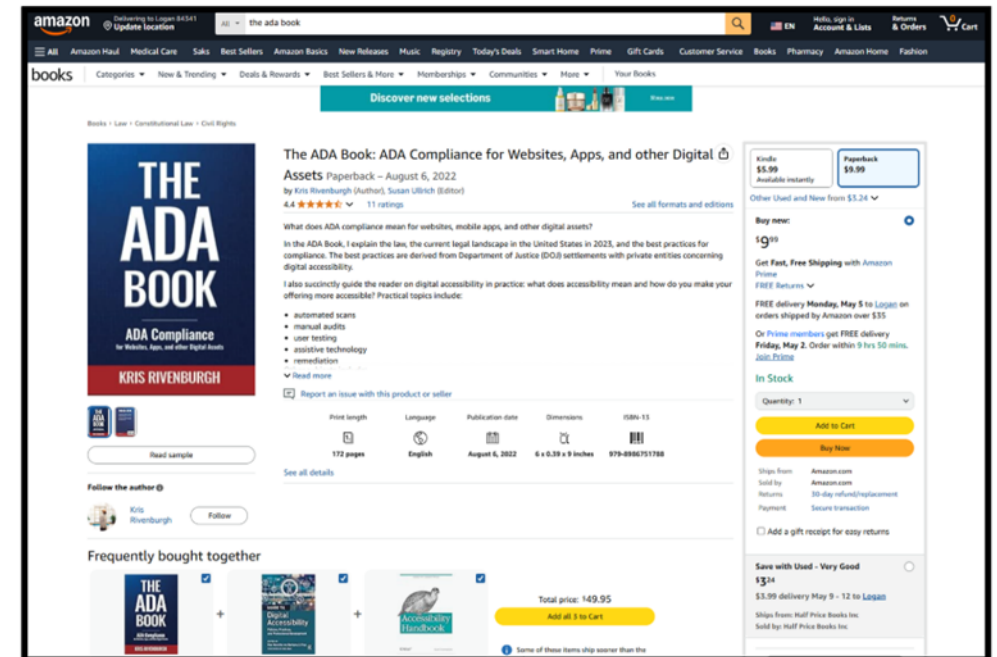 amazon
Delivering to Logan 84341
Update location
All
the ada book
EN
Hello, sign in
Account & Lists
Returns
& Orders
0
Cart
All
Amazon Haul
Medical Care
Saks
Best Sellers
Amazon Basics
New Releases
Music
Registry
Today's Deals
Smart Home
Prime
Gift Cards
Customer Service
Books
Pharmacy
Amazon Home
Fashion
books
Categories
New & Trending
Deals & Rewards
Best Sellers & More
Memberships
Communities
More
Your Books
Discover new selections
Books › Law › Constitutional Law › Civil Rights
THE
ADA
BOOK
ADA Compliance
for Websites, Apps, and other Digital Assets
KRIS RIVENBURGH
Read sample
Follow the author
Kris
Rivenburgh
Follow
The ADA Book: ADA Compliance for Websites, Apps, and other Digital
Assets Paperback – August 6, 2022
by Kris Rivenburgh (Author), Susan Ullrich (Editor)
4.4
11 ratings
See all formats and editions
What does ADA compliance mean for websites, mobile apps, and other digital assets?
In the ADA Book, I explain the law, the current legal landscape in the United States in 2023, and the best practices for
compliance. The best practices are derived from Department of Justice (DOJ) settlements with private entities concerning
digital accessibility.
I also succinctly guide the reader on digital accessibility in practice: what does accessibility mean and how do you make your
offering more accessible? Practical topics include:
• automated scans
• manual audits
• user testing
• assistive technology
• remediation
Read more
Report an issue with this product or seller
Print length
172 pages
Language
English
Publication date
August 6, 2022
Dimensions
6 x 0.39 x 9 inches
ISBN-13
979-8986751788
See all details
Kindle
$5.99
Available instantly
Paperback
$9.99
Other Used and New from $3.24
Buy new:
$9.99
Get Fast, Free Shipping with Amazon
Prime
FREE Returns
FREE delivery Monday, May 5 to Logan on
orders shipped by Amazon over $35
Or Prime members get FREE delivery
Friday, May 2. Order within 9 hrs 50 mins.
Join Prime
In Stock
Quantity: 1
Add to Cart
Buy Now
Ships from Amazon.com
Sold by Amazon.com
Returns 30-day refund/replacement
Payment Secure transaction
Add a gift receipt for easy returns
Save with Used - Very Good
$3.24
$3.99 delivery May 9 - 12 to Logan
Ships from: Half Price Books Inc
Sold by: Half Price Books Inc
Frequently bought together
THE
ADA
BOOK
ADA Compliance
KRIS RIVENBURGH
+
Digital
Accessibility
+
Accessibility
Handbook
Total price: $49.95
Add all 3 to Cart
Some of these items ship sooner than the